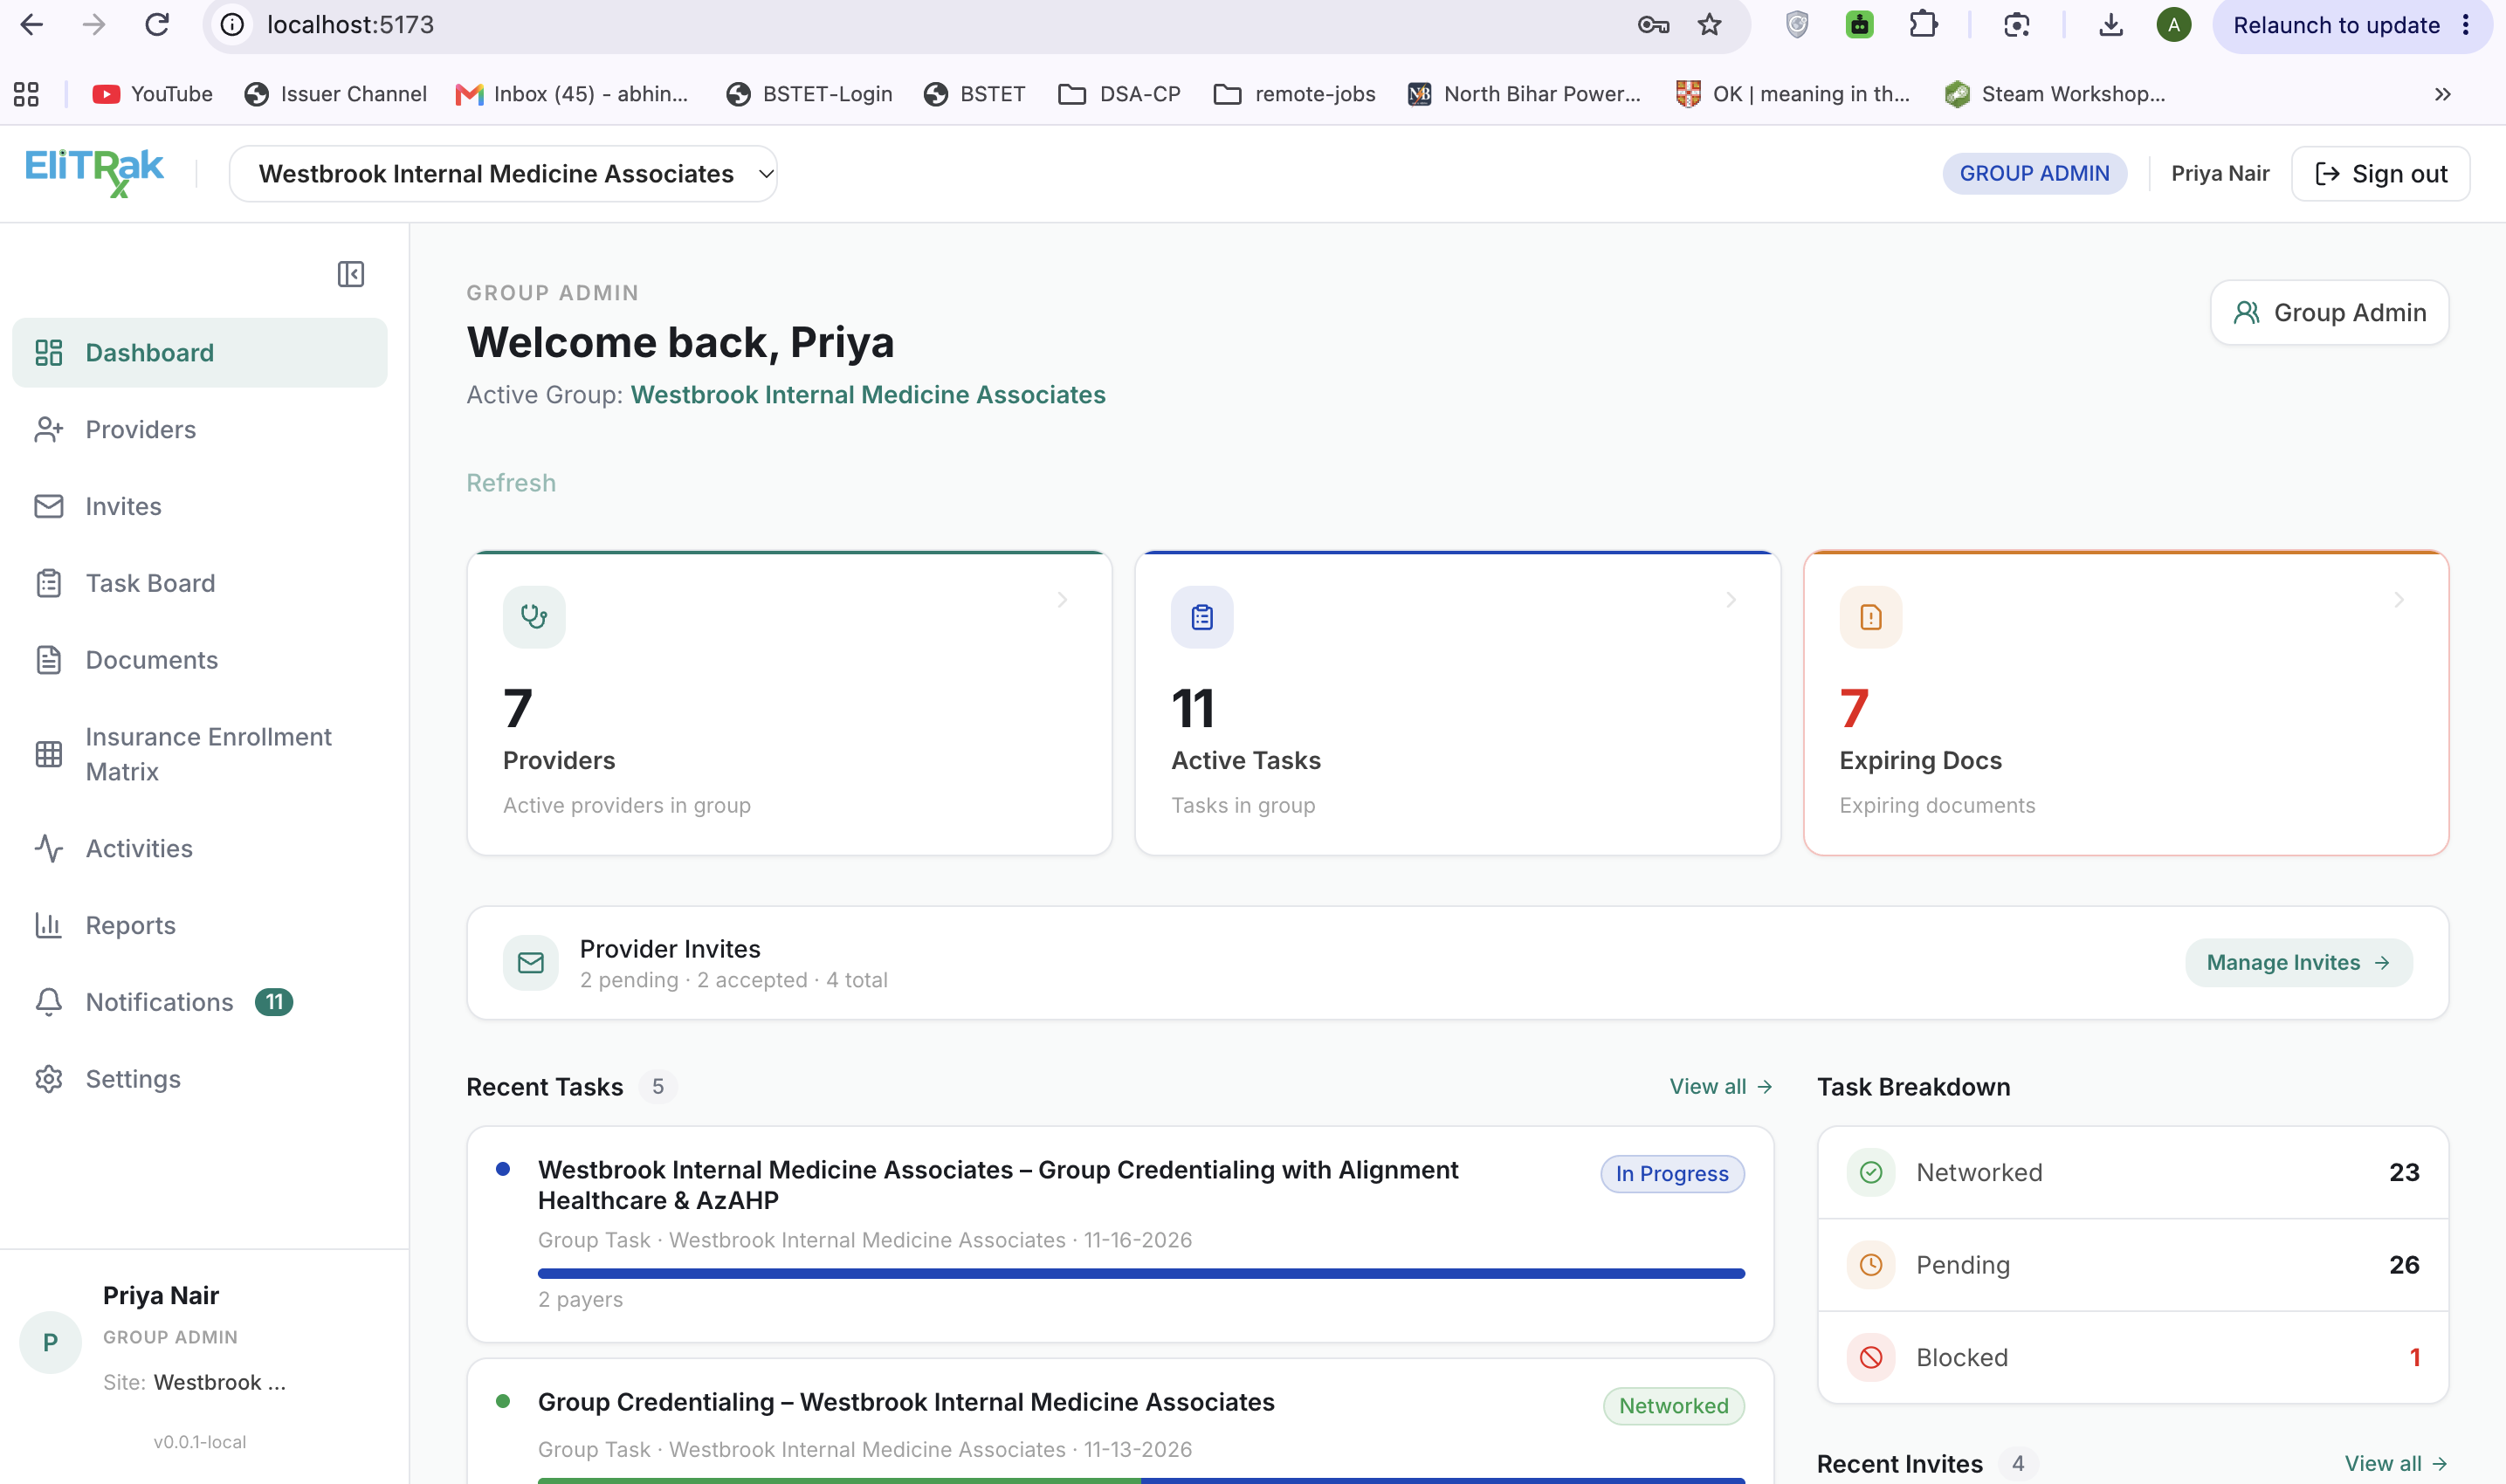 localhost:5173
Relaunch to update
YouTube
Issuer Channel
Inbox (45) - abhin...
BSTET-Login
BSTET
DSA-CP
remote-jobs
North Bihar Power...
OK | meaning in th...
Steam Workshop...
A
EliTRak
x
Westbrook Internal Medicine Associates
GROUP ADMIN
Priya Nair
Sign out
Dashboard
Providers
Invites
Task Board
Documents
Insurance Enrollment
Matrix
Activities
Reports
Notifications 11
Settings
Priya Nair
P
GROUP ADMIN
Site: Westbrook ...
v0.0.1-local
GROUP ADMIN
Welcome back, Priya
Active Group: Westbrook Internal Medicine Associates
Group Admin
Refresh
7
Providers
Active providers in group
11
Active Tasks
Tasks in group
7
Expiring Docs
Expiring documents
Provider Invites
2 pending · 2 accepted · 4 total
Manage Invites →
Recent Tasks 5
View all →
Westbrook Internal Medicine Associates – Group Credentialing with Alignment
Healthcare & AzAHP
In Progress
Group Task · Westbrook Internal Medicine Associates · 11-16-2026
2 payers
Group Credentialing – Westbrook Internal Medicine Associates
Networked
Group Task · Westbrook Internal Medicine Associates · 11-13-2026
Task Breakdown
Networked 23
Pending 26
Blocked 1
Recent Invites 4
View all →